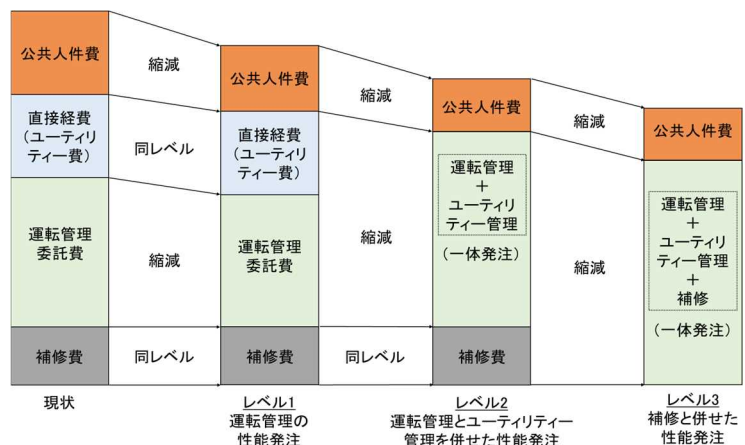 公共人件費
直接経費
(ユーティリ
ティー費)
運転管理
委託費
補修費
現状
縮減
同レベル
縮減
同レベル
公共人件費
直接経費
(ユーティリ
ティー費)
運転管理
委託費
補修費
レベル1
運転管理の
性能発注
縮減
縮減
同レベル
公共人件費
運転管理
+
ユーティリ
ティー管理
(一体発注)
補修費
レベル2
運転管理とユーティリティー
管理を併せた性能発注
縮減
縮減
公共人件費
運転管理
+
ユーティリ
ティー管理
+
補修
(一体発注)
レベル3
補修と併せた
性能発注